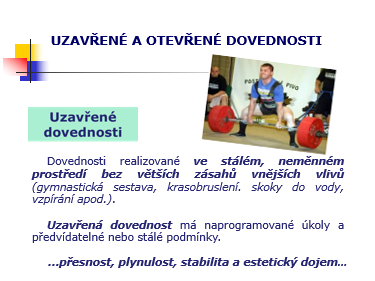 UZAVŘENÉ A OTEVŘENÉ DOVEDNOSTI
Uzavřené
dovednosti
Dovednosti realizované ve stálém, neměnném
prostředí bez větších zásahů vnějších vlivů
(gymnastická sestava, krasobruslení. skoky do vody,
vzpírání apod.).
Uzavřená dovednost má naprogramované úkoly a
předvídatelné nebo stálé podmínky.
...přesnost, plynulost, stabilita a estetický dojem...